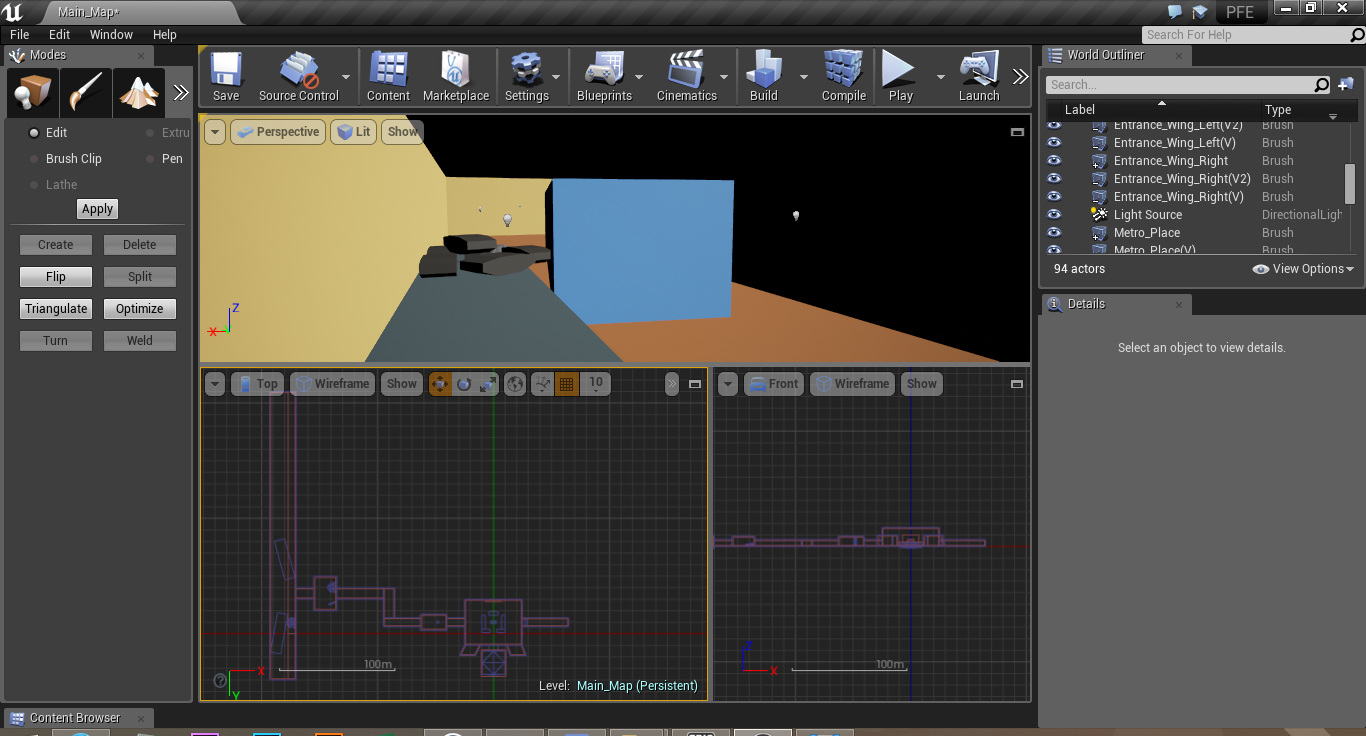 Main_Map*
PFE
File Edit Window Help
Search For Help
Modes
Edit
Extru
Brush Clip
Pen
Lathe
Apply
Create
Delete
Flip
Split
Triangulate
Optimize
Turn
Weld
Save
Source Control
Content
Marketplace
Settings
Blueprints
Cinematics
Build
Compile
Play
Launch
Perspective
Lit
Show
Z
X
Y
Top
Wireframe
Show
10
100m
X
Y
Level: Main_Map (Persistent)
Front
Wireframe
Show
Z
X
100m
World Outliner
Search...
Label
Type
Entrance_Wing_Left(V2) Brush
Entrance_Wing_Left(V) Brush
Entrance_Wing_Right Brush
Entrance_Wing_Right(V2) Brush
Entrance_Wing_Right(V) Brush
Light Source DirectionalLigh
Metro_Place Brush
Metro_Place(V) Brush
94 actors
View Options
Details
Select an object to view details.
Content Browser